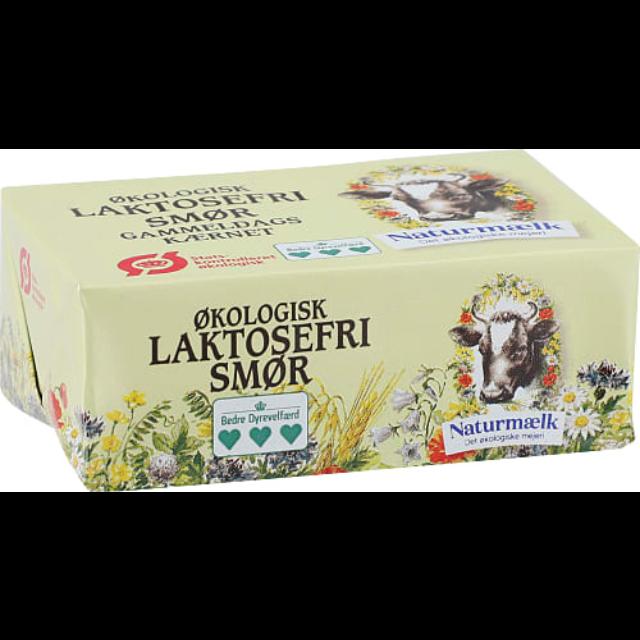 ØKOLOGISK
LAKTOSEFRI
SMØR
GAMMELDAGS
KÆRNET
Stats-
kontrolleret
økologisk
Bedre Dyrevelfærd
Naturmælk
Det økologiske mejeri
ØKOLOGISK
LAKTOSEFRI
SMØR
Bedre Dyrevelfærd
Naturmælk
Det økologiske mejeri